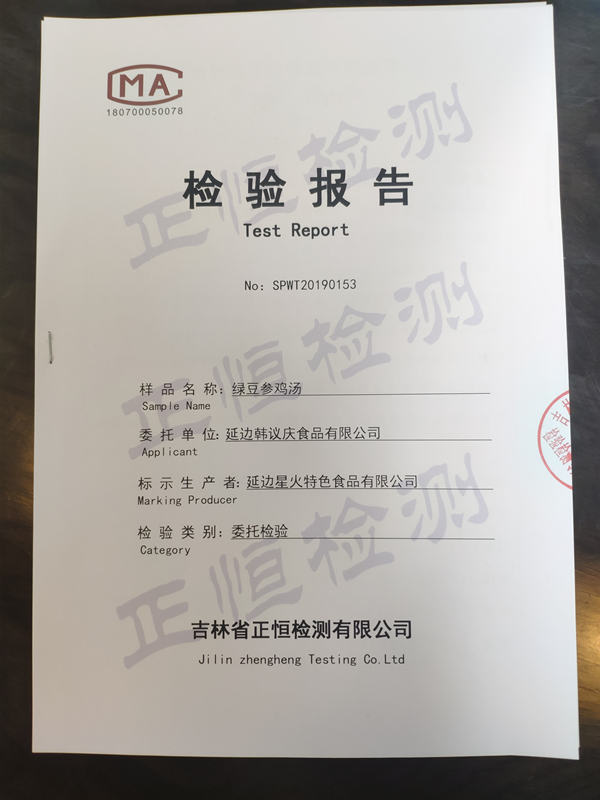 CMA
180700050078
检验报告
Test Report
No: SPWT20190153
样品名称: 绿豆参鸡汤
Sample Name
委托单位: 延边韩议庆食品有限公司
Applicant
标示生产者: 延边星火特色食品有限公司
Marking Producer
检验类别: 委托检验
Category
吉林省正恒检测有限公司
Jilin zhengheng Testing Co.Ltd
正恒检测
正恒检测
正恒检测